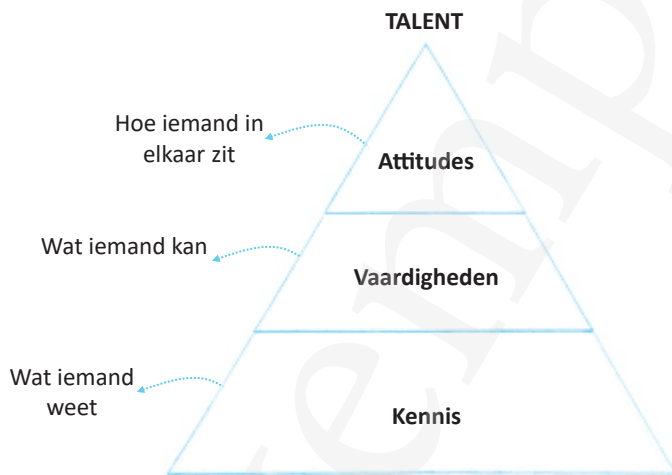 TALENT
Hoe iemand in
elkaar zit
Attitudes
Wat iemand kan
Vaardigheden
Wat iemand
weet
Kennis